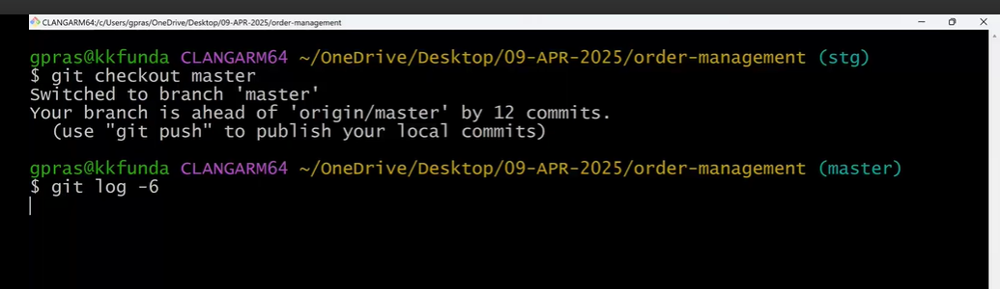 CLANGARM64:/c/Users/gpras/OneDrive/Desktop/09-APR-2025/order-management
gpras@kkfunda CLANGARM64 ~/OneDrive/Desktop/09-APR-2025/order-management (stg)
$ git checkout master
Switched to branch 'master'
Your branch is ahead of 'origin/master' by 12 commits.
  (use "git push" to publish your local commits)
gpras@kkfunda CLANGARM64 ~/OneDrive/Desktop/09-APR-2025/order-management (master)
$ git log -6